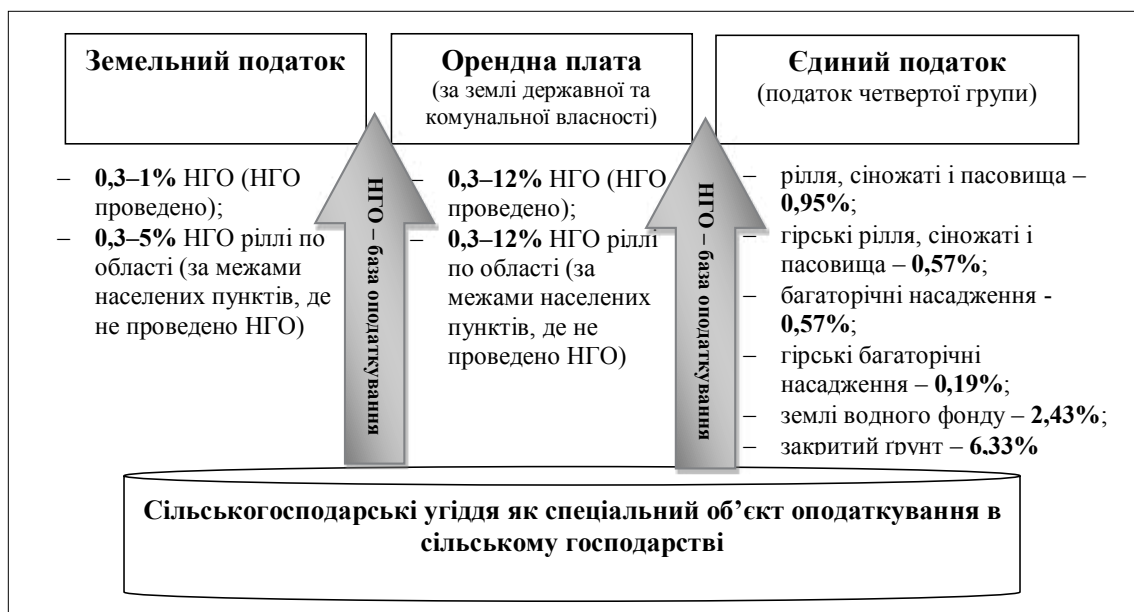 Земельний податок
Орендна плата
(за землі державної та
комунальної власності)
Єдиний податок
(податок четвертої групи)
– 0,3–1% НГО (НГО
проведено);
– 0,3–5% НГО ріллі по
області (за межами
населених пунктів, де
не проведено НГО)
НГО – база оподаткування
– 0,3–12% НГО (НГО
проведено);
– 0,3–12% НГО ріллі
по області (за
межами населених
пунктів, де не
проведено НГО)
НГО – база оподаткування
– рілля, сіножаті і пасовища –
0,95%;
– гірські рілля, сіножаті і
пасовища – 0,57%;
– багаторічні насадження -
0,57%;
– гірські багаторічні
насадження – 0,19%;
– землі водного фонду – 2,43%;
– закритий ґрунт – 6,33%
Сільськогосподарські угіддя як спеціальний об’єкт оподаткування в
сільському господарстві